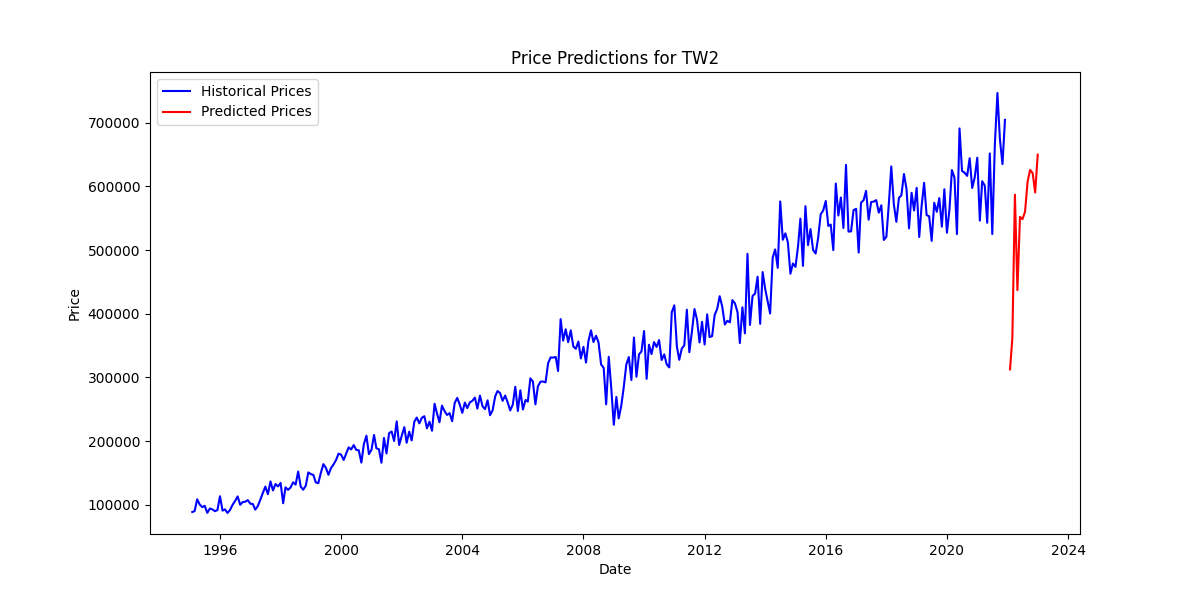 Price Predictions for TW2
Historical Prices
Predicted Prices
700000
600000
500000
400000
300000
200000
100000
Price
1996 2000 2004 2008 2012 2016 2020 2024
Date